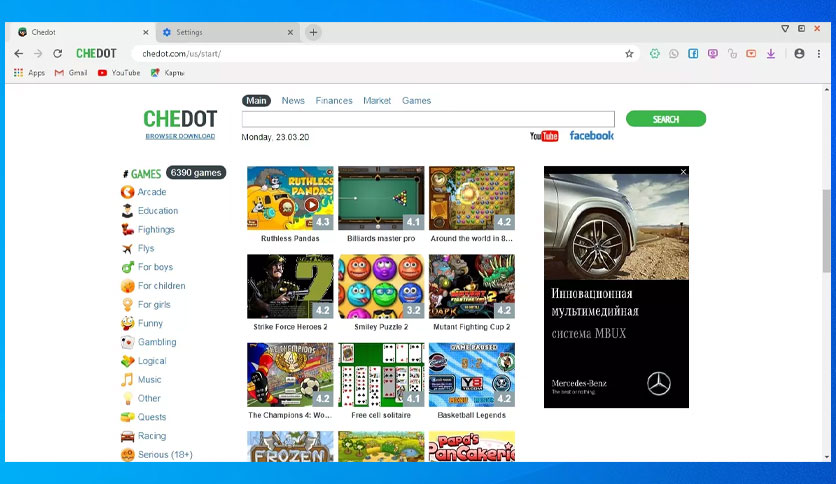 Chedot
Settings
CHEDOT
chedot.com/us/start/
Apps
Gmail
YouTube
Карты
CHEDOT
BROWSER DOWNLOAD
Main
News
Finances
Market
Games
SEARCH
Monday, 23.03.20
YouTube
facebook
# GAMES
6390 games
Arcade
Education
Fightings
Flys
For boys
For children
For girls
Funny
Gambling
Logical
Music
Other
Quests
Racing
Serious (18+)
RUTHLESS
PANDAS
4.3
4.1
4.2
Ruthless Pandas
Billiards master pro
Around the world in 8...
2
4.2
3.2
4.2
Strike Force Heroes 2
Smiley Puzzle 2
Mutant Fighting Cup 2
THE CHAMPIONS
4.2
4.1
GAME PAUSED
Y8
4.2
The Champions 4: Wo...
Free cell solitaire
Basketball Legends
FROZEN
PAPA'S
PANCAKERIA
Инновационная
мультимедийная
система MBUX
Mercedes-Benz
The best or nothing.